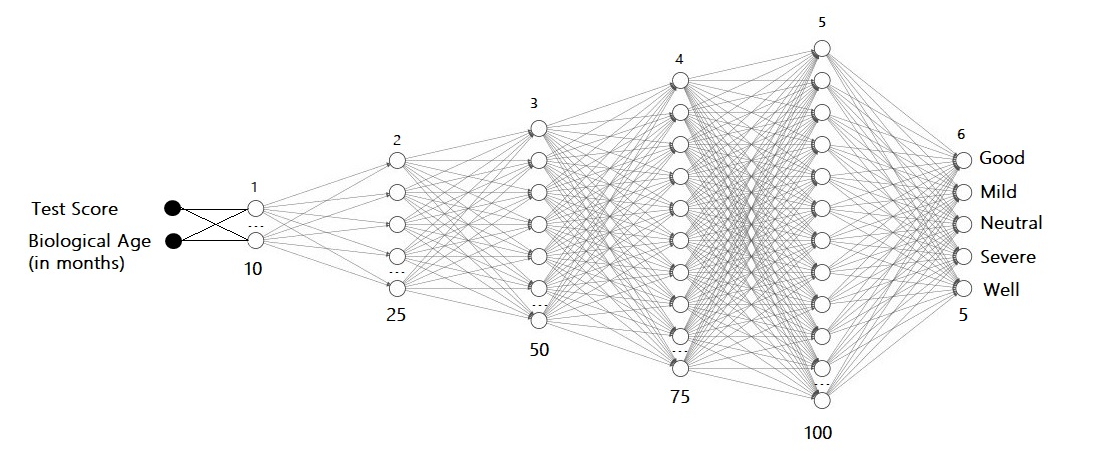 Test Score
Biological Age
(in months)
1
...
10
2
...
25
3
...
50
4
...
75
5
...
100
6
Good
Mild
Neutral
Severe
Well
5